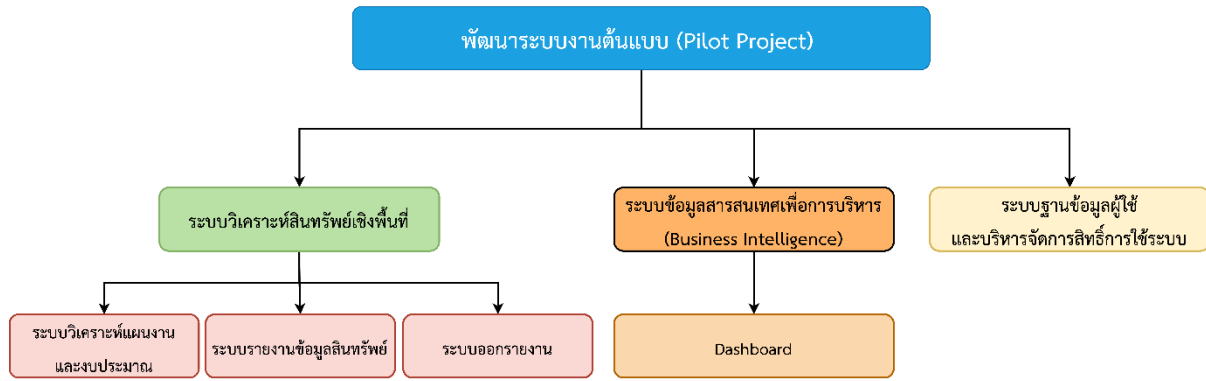 พัฒนาระบบงานต้นแบบ (Pilot Project)
ระบบวิเคราะห์สินทรัพย์เชิงพื้นที่
ระบบข้อมูลสารสนเทศเพื่อการบริหาร
(Business Intelligence)
ระบบฐานข้อมูลผู้ใช้
และบริหารจัดการสิทธิ์การใช้ระบบ
ระบบวิเคราะห์แผนงาน
และงบประมาณ
ระบบรายงานข้อมูลสินทรัพย์
ระบบออกรายงาน
Dashboard